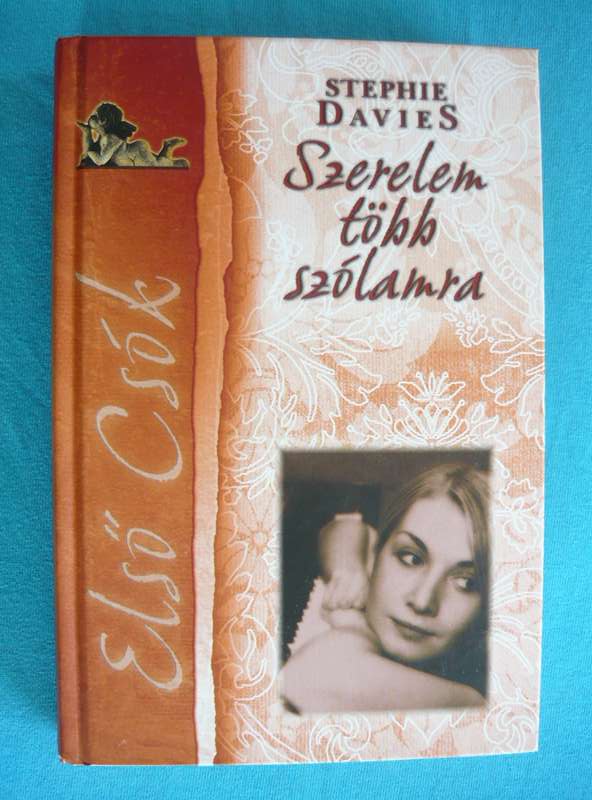 STEPHIE
DAVIES
Szerelem
több
szólamra
Első Csók